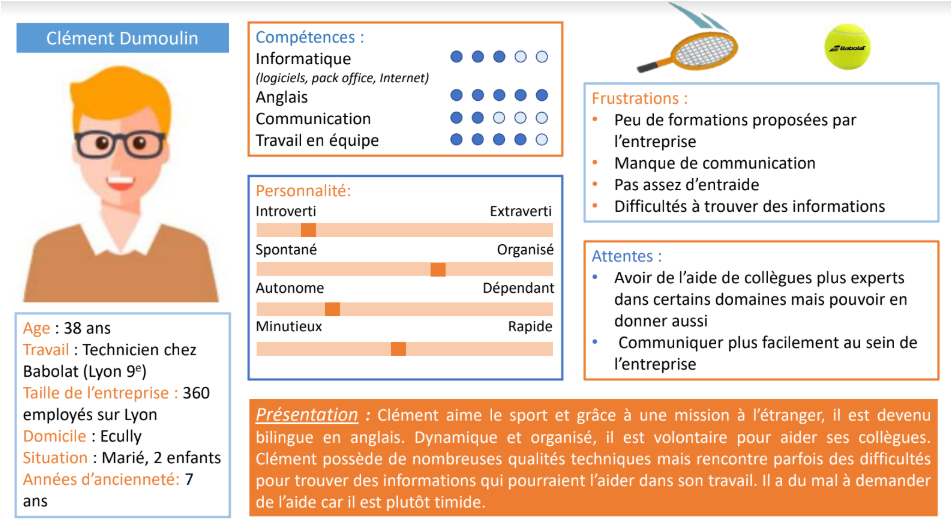 Clément Dumoulin
Age : 38 ans
Travail : Technicien chez
Babolat (Lyon 9e)
Taille de l'entreprise : 360
employés sur Lyon
Domicile : Ecully
Situation : Marié, 2 enfants
Années d'ancienneté: 7
ans
Compétences :
Informatique
(logiciels, pack office, Internet)
Anglais
Communication
Travail en équipe
Personnalité:
Introverti Extraverti
Spontané Organisé
Autonome Dépendant
Minutieux Rapide
Babolat
Frustrations :
• Peu de formations proposées par
l'entreprise
• Manque de communication
• Pas assez d'entraide
• Difficultés à trouver des informations
Attentes :
• Avoir de l'aide de collègues plus experts
dans certains domaines mais pouvoir en
donner aussi
• Communiquer plus facilement au sein de
l'entreprise
Présentation : Clément aime le sport et grâce à une mission à l'étranger, il est devenu
bilingue en anglais. Dynamique et organisé, il est volontaire pour aider ses collègues.
Clément possède de nombreuses qualités techniques mais rencontre parfois des difficultés
pour trouver des informations qui pourraient l'aider dans son travail. Il a du mal à demander
de l'aide car il est plutôt timide.